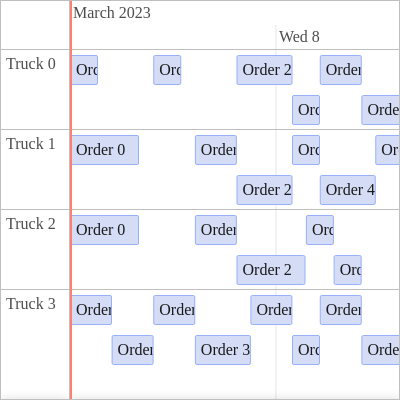 March 2023
Wed 8
Truck 0
Ord
Ord
Order 2
Order
Ord
Orde
Truck 1
Order 0
Order
Ord
Or
Order 2
Order 4
Truck 2
Order 0
Order
Ord
Order 2
Ord
Truck 3
Order
Order
Order
Order
Order
Order 3
Ord
Orde